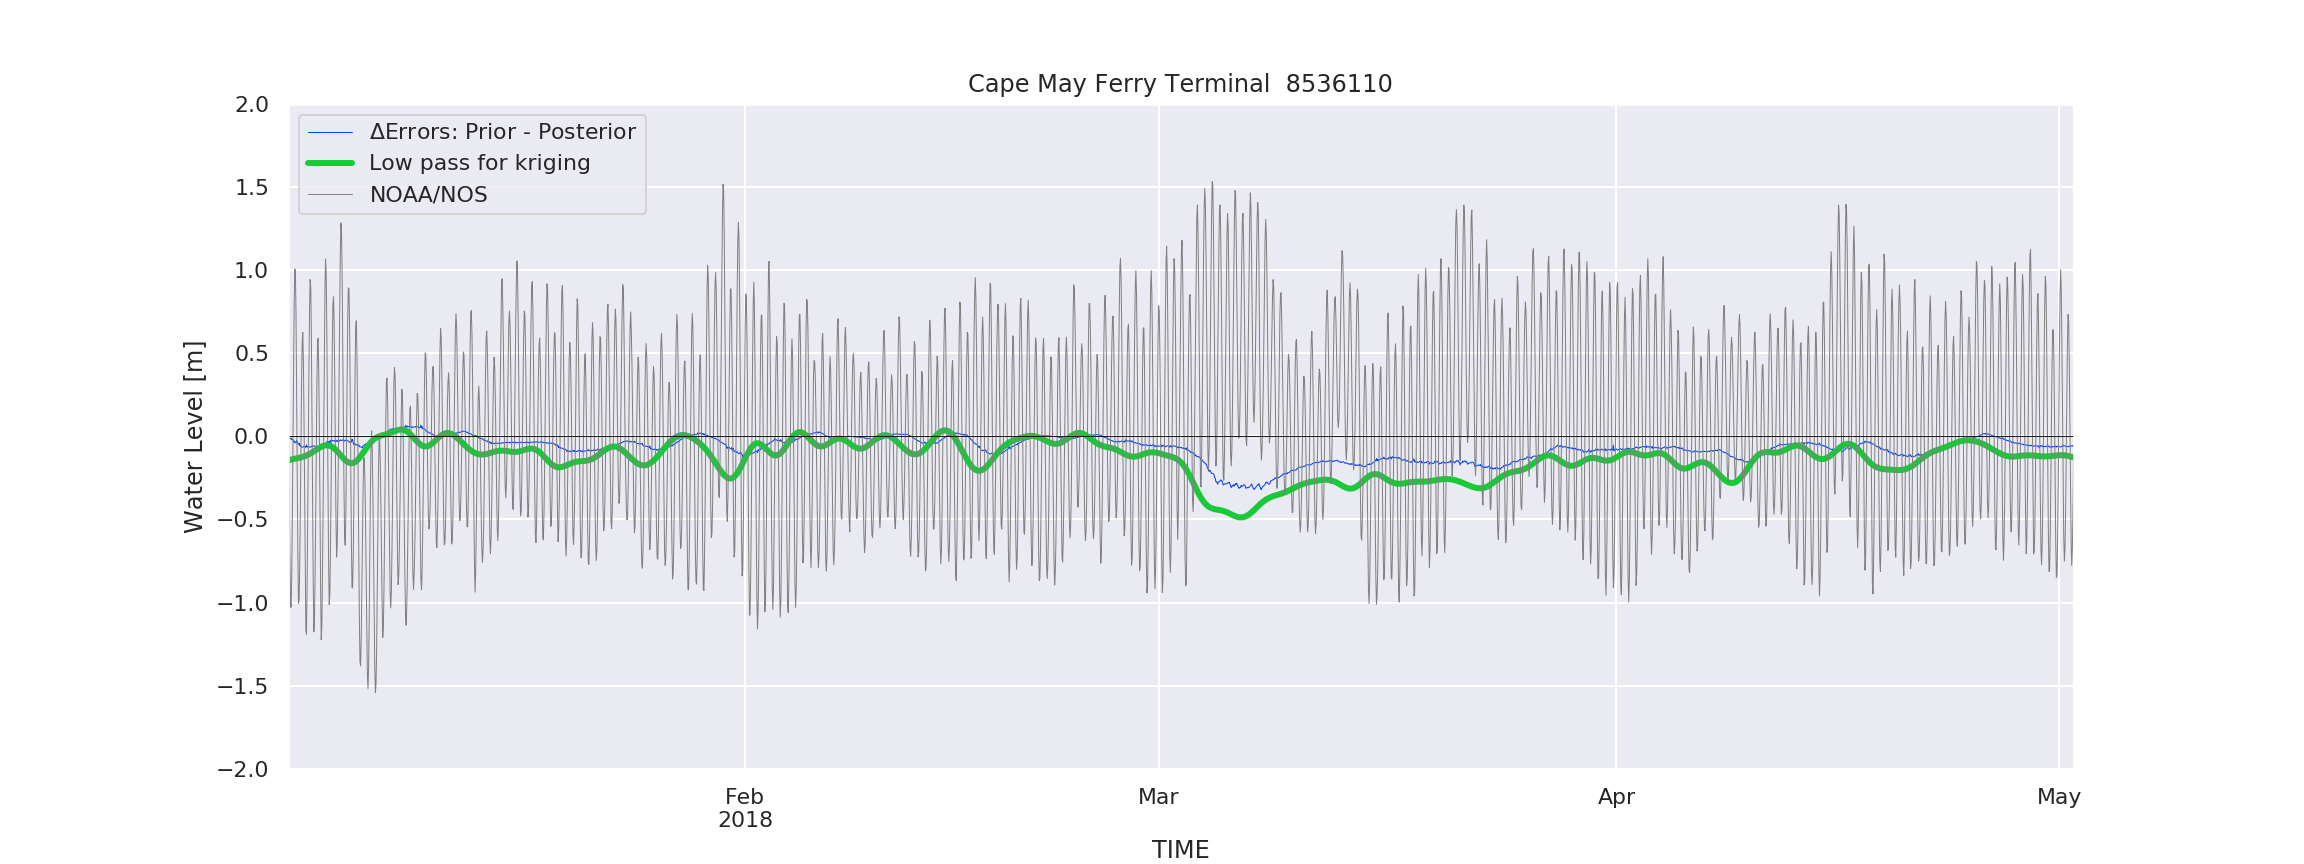 Cape May Ferry Terminal  8536110
2.0
1.5
1.0
0.5
0.0
−0.5
−1.0
−1.5
−2.0
Water Level [m]
ΔErrors: Prior - Posterior
Low pass for kriging
NOAA/NOS
Feb
2018
Mar
Apr
May
TIME